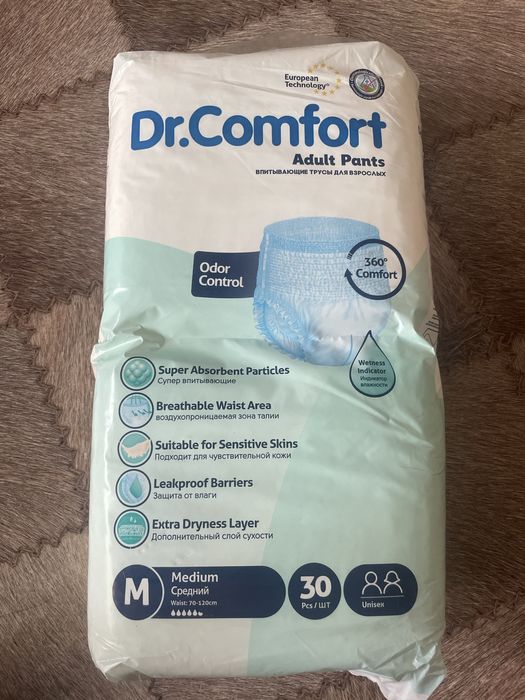 European
Technology®
Dr.Comfort
Adult Pants
ВПИТЫВАЮЩИЕ ТРУСЫ ДЛЯ ВЗРОСЛЫХ
Odor
Control
360°
Comfort
Wetness
Indicator
Индикатор
влажности
Super Absorbent Particles
Супер впитывающие
Breathable Waist Area
воздухопроницаемая зона талии
Suitable for Sensitive Skins
Подходит для чувствительной кожи
Leakproof Barriers
Защита от влаги
Extra Dryness Layer
Дополнительный слой сухости
M
Medium
Средний
Waist: 70-120cm
30
Pcs / ШТ
Unisex